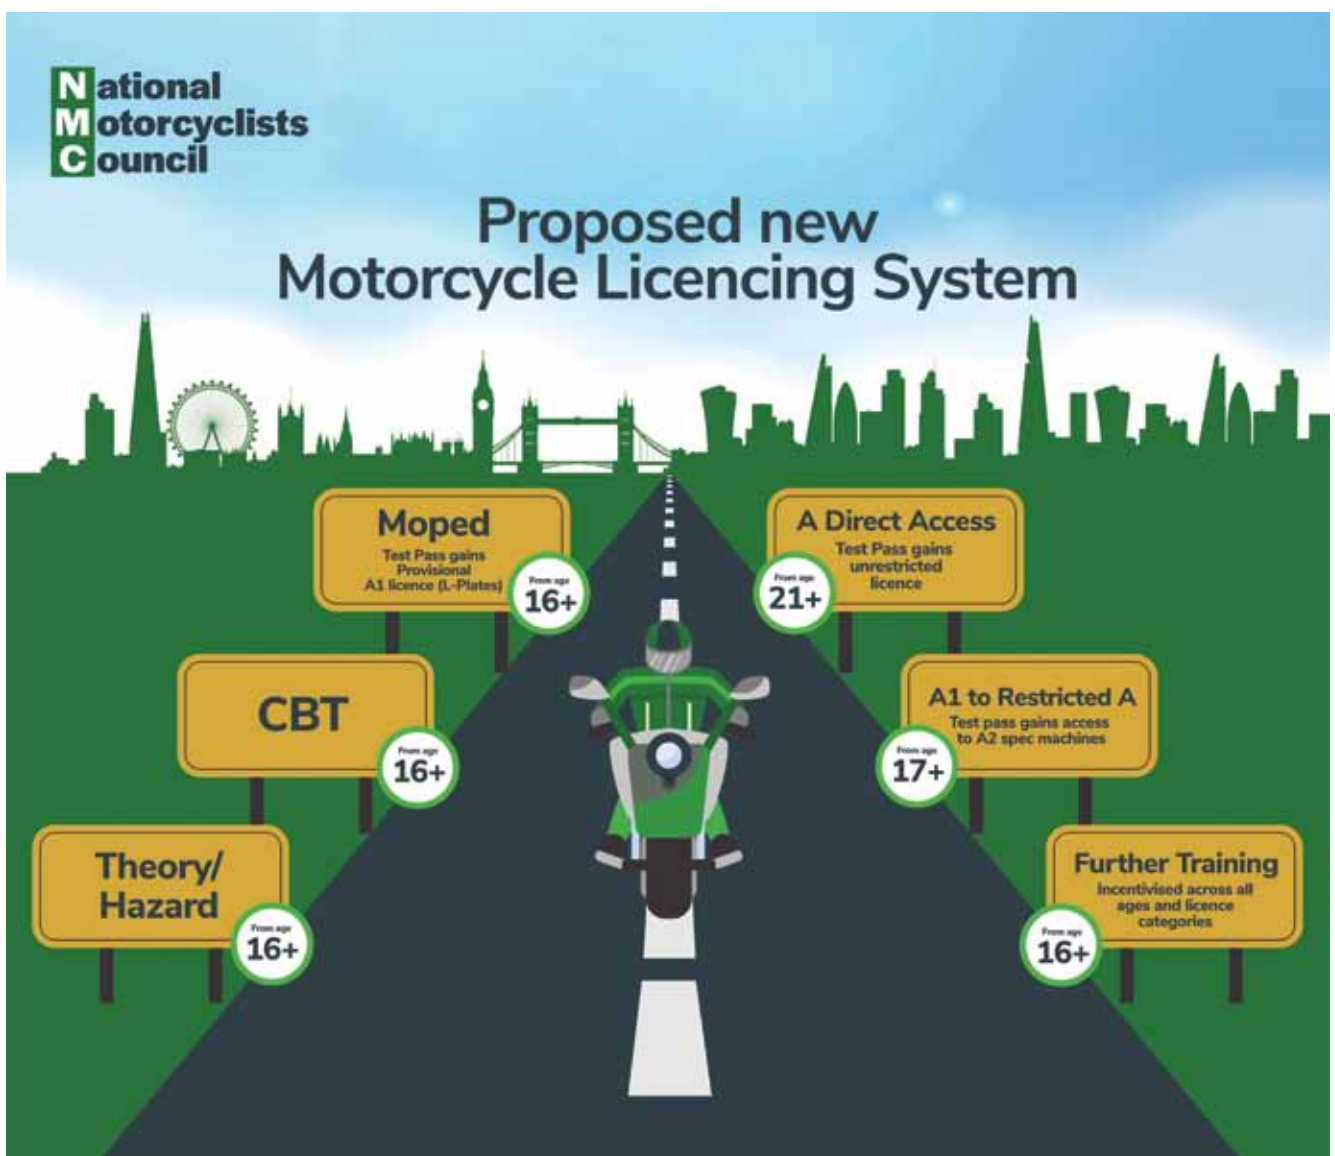 National
Motorcyclists
Council
Proposed new
Motorcycle Licencing System
Moped
Test Pass gains
Provisional
A1 licence (L-Plates)
From age
16+
A Direct Access
Test Pass gains
unrestricted
licence
From age
21+
CBT
From age
16+
A1 to Restricted A
Test pass gains access
to A2 spec machines
From age
17+
Theory/
Hazard
From age
16+
Further Training
Incentivised across all
ages and licence
categories
From age
16+